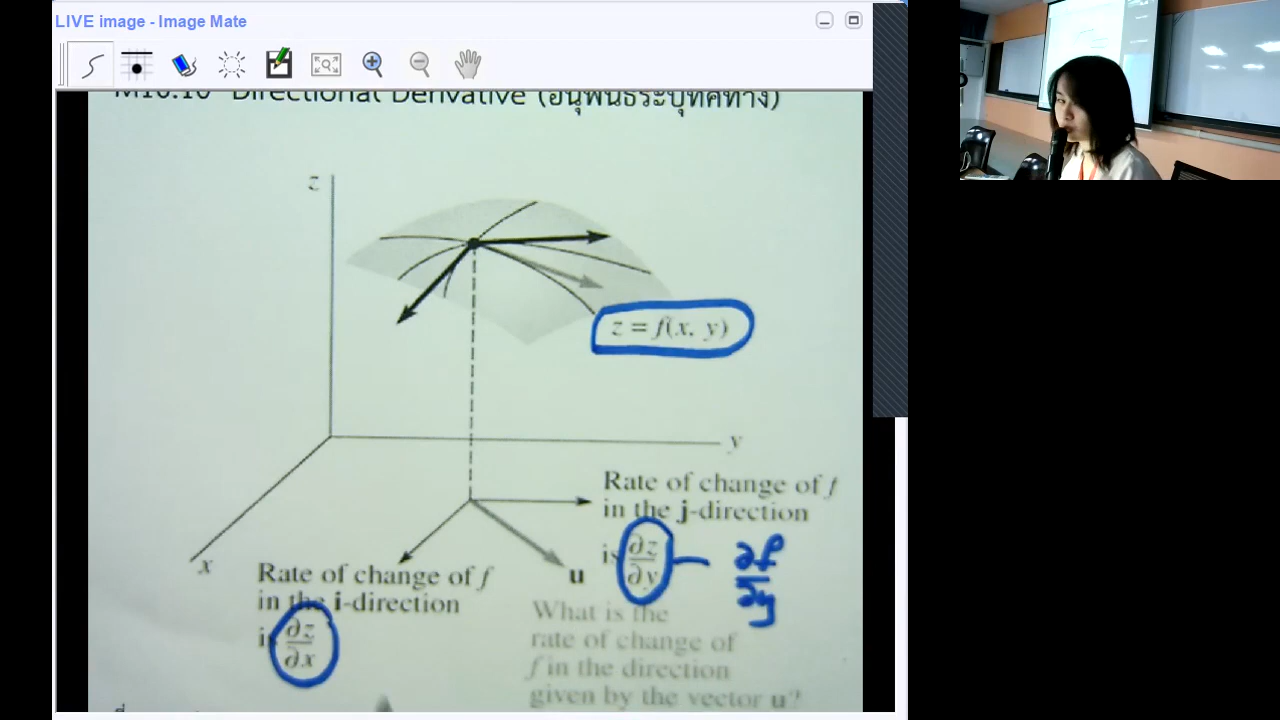 LIVE image - Image Mate
M10.10 Directional Derivative (อนุพันธ์ระบุทิศทาง)
z
z = f(x, y)
y
x
Rate of change of f
in the j-direction
is ∂z/∂y — ∂f/∂y
Rate of change of f
in the i-direction
is ∂z/∂x
u
What is the
rate of change of
f in the direction
given by the vector u?